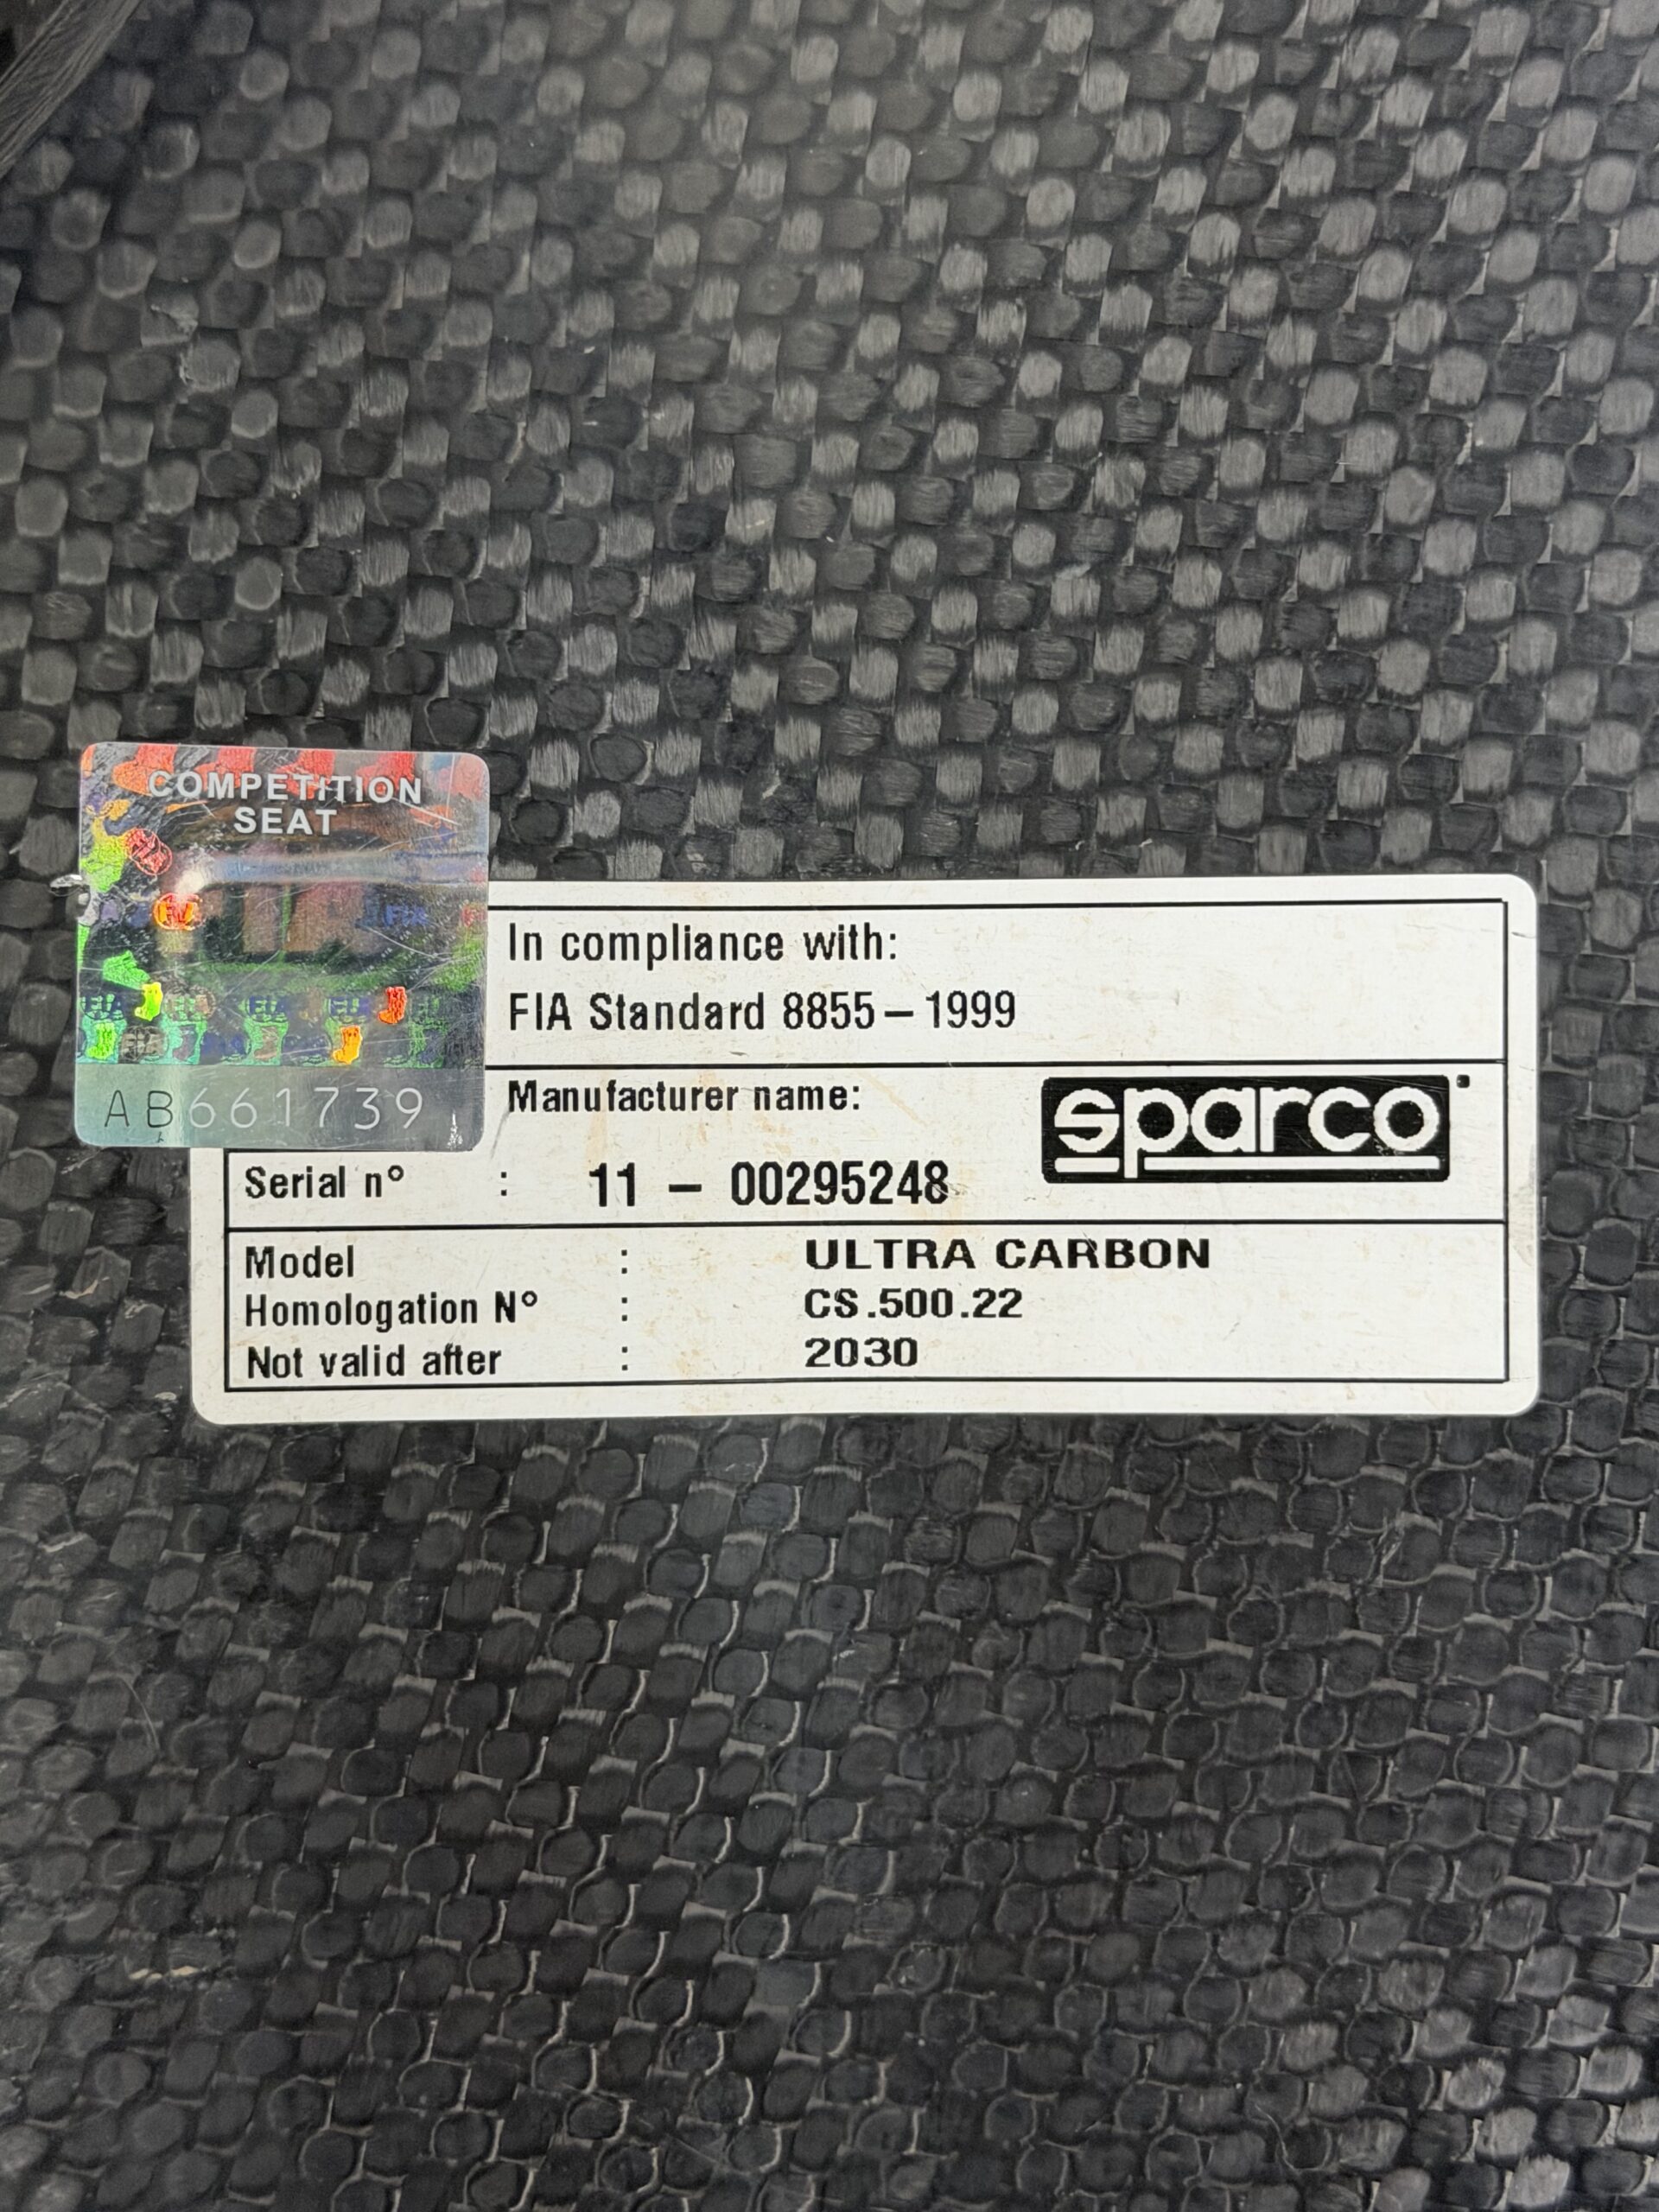 COMPETITION
SEAT
FIA
AB661739
In compliance with:
FIA Standard 8855–1999
Manufacturer name:
sparco
Serial n° : 11 – 00295248
Model : ULTRA CARBON
Homologation N° : CS.500.22
Not valid after : 2030